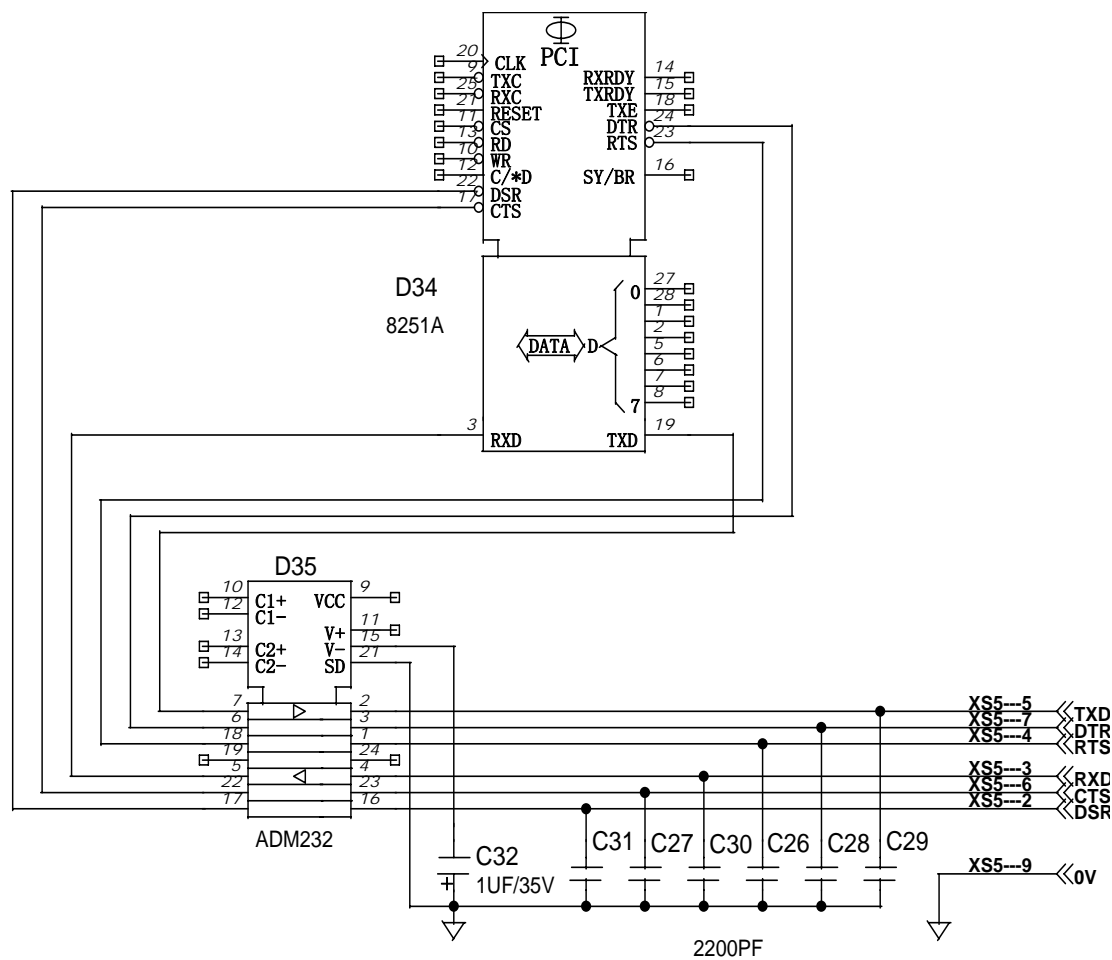 PCI
20 CLK
9 TXC
25 RXC
21 RESET
11 CS
13 RD
10 WR
12 C/*D
22 DSR
17 CTS
RXRDY 14
TXRDY 15
TXE 18
DTR 24
RTS 23
SY/BR 16
D34
8251A
DATA D
0 27
28
1
2
5
6
7
7 8
3 RXD
TXD 19
D35
10 C1+
12 C1-
13 C2+
14 C2-
VCC 9
V+ 11
V- 15
SD 21
7 2
6 3
18 1
19 24
5 4
22 23
17 16
ADM232
XS5---5 TXD
XS5---7 DTR
XS5---4 RTS
XS5---3 RXD
XS5---6 CTS
XS5---2 DSR
XS5---9 0V
C32
1UF/35V
+
C31 C27 C30 C26 C28 C29
2200PF